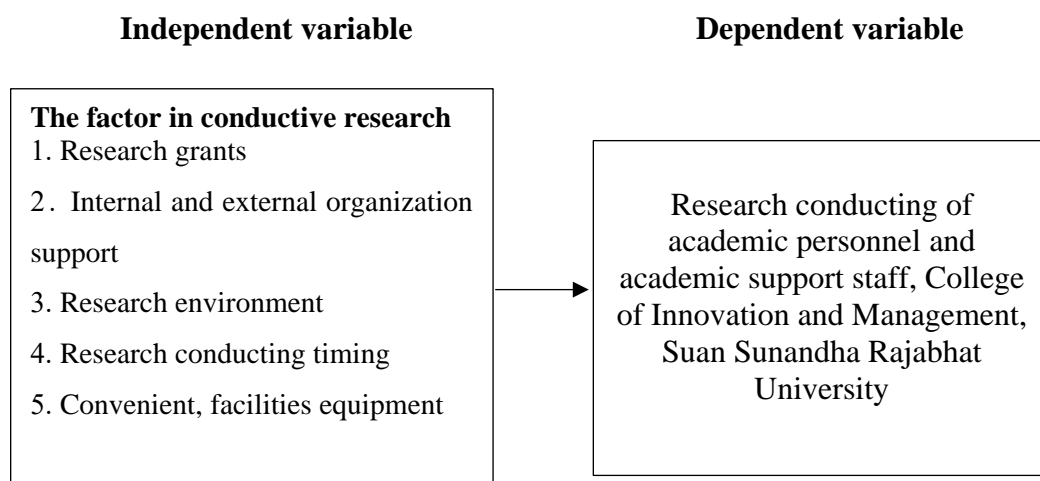 Independent variable
Dependent variable
The factor in conductive research
1. Research grants
2. Internal and external organization
support
3. Research environment
4. Research conducting timing
5. Convenient, facilities equipment
Research conducting of
academic personnel and
academic support staff, College
of Innovation and Management,
Suan Sunandha Rajabhat
University